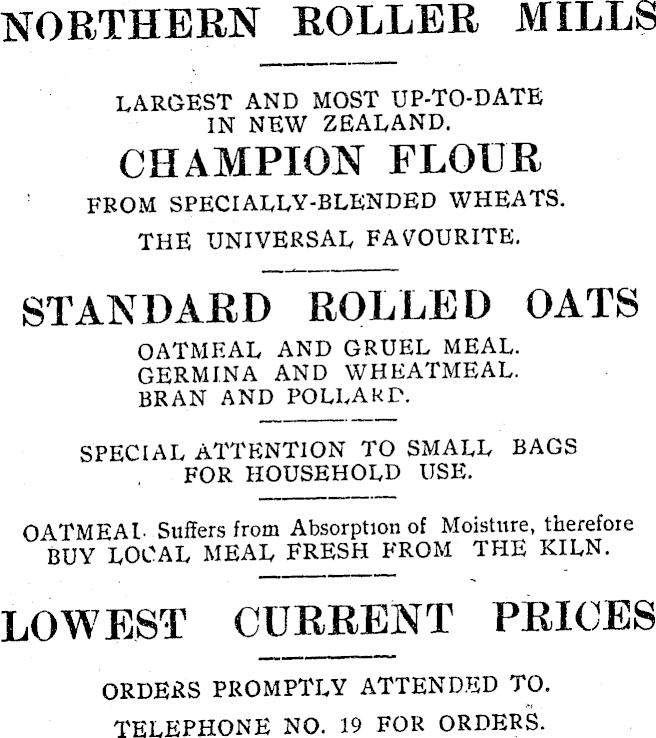 NORTHERN ROLLER MILLS
LARGEST AND MOST UP-TO-DATE
IN NEW ZEALAND.
CHAMPION FLOUR
FROM SPECIALLY-BLENDED WHEATS.
THE UNIVERSAL FAVOURITE.
STANDARD ROLLED OATS
OATMEAL AND GRUEL MEAL.
GERMINA AND WHEATMEAL.
BRAN AND POLLARD.
SPECIAL ATTENTION TO SMALL BAGS
FOR HOUSEHOLD USE.
OATMEAL Suffers from Absorption of Moisture, therefore
BUY LOCAL MEAL FRESH FROM THE KILN.
LOWEST CURRENT PRICES
ORDERS PROMPTLY ATTENDED TO.
TELEPHONE NO. 19 FOR ORDERS.